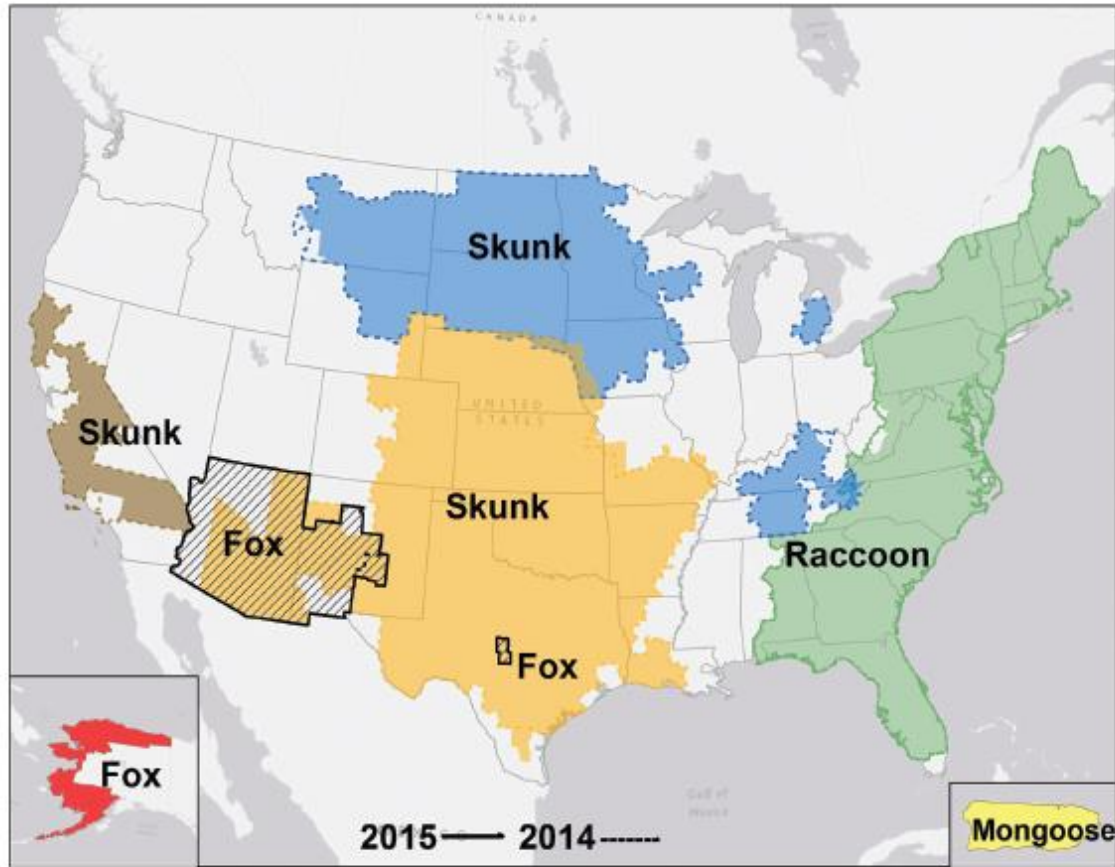 CANADA
Skunk
UNITED
STATES
Skunk
Skunk
Fox
Raccoon
Fox
Fox
Gulf of
Mexico
2015
2014
Mongoose